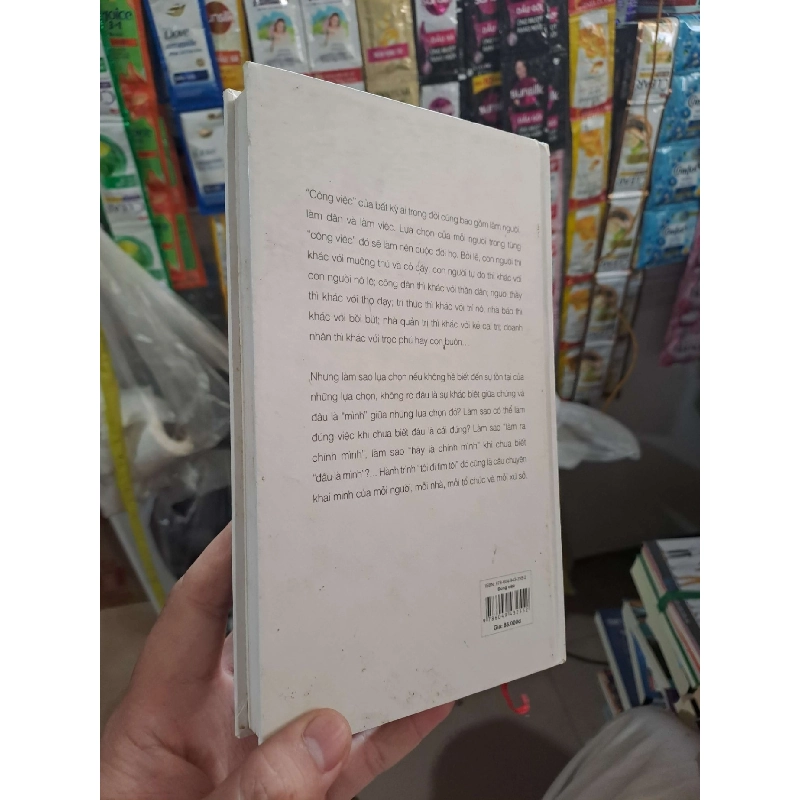 "Công việc" của bất kỳ ai trong đời cũng bao gồm làm người,
làm dân và làm việc. Lựa chọn của mỗi người trong từng
"công việc" đó sẽ làm nên cuộc đời họ. Bởi lẽ, con người thì
khác với muông thú và cỏ cây; con người tự do thì khác với
con người nô lệ; công dân thì khác với thần dân; người thầy
thì khác với thợ dạy; trí thức thì khác với trí nô; nhà báo thì
khác với bồi bút; nhà quản trị thì khác với kẻ cai trị; doanh
nhân thì khác với trọc phú hay con buôn...
Nhưng làm sao lựa chọn nếu không hề biết đến sự tồn tại của
những lựa chọn, không rõ đâu là sự khác biệt giữa chúng và
đâu là "mình" giữa những lựa chọn đó? Làm sao có thể làm
đúng việc khi chưa biết đâu là cái đúng? Làm sao "làm ra
chính mình", làm sao "hãy là chính mình" khi chưa biết
"đâu là mình"?... Hành trình "tôi đi tìm tôi" đó cũng là câu chuyện
khai minh của mỗi người, mỗi nhà, mỗi tổ chức và mỗi xứ sở.
ISBN:
Đúng việc
Giá: 86.000đ
sunsilk
Comfort